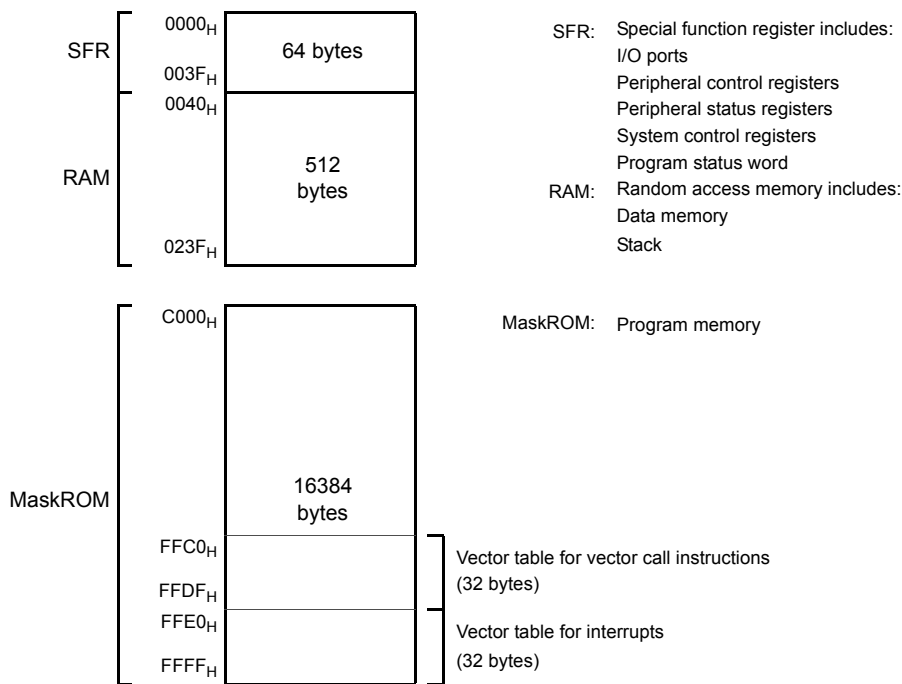 0000H
SFR
64 bytes
003FH
0040H
RAM
512
bytes
023FH
SFR: Special function register includes:
I/O ports
Peripheral control registers
Peripheral status registers
System control registers
Program status word
RAM: Random access memory includes:
Data memory
Stack
C000H
MaskROM: Program memory
MaskROM
16384
bytes
FFC0H
FFDFH
Vector table for vector call instructions
(32 bytes)
FFE0H
FFFFH
Vector table for interrupts
(32 bytes)